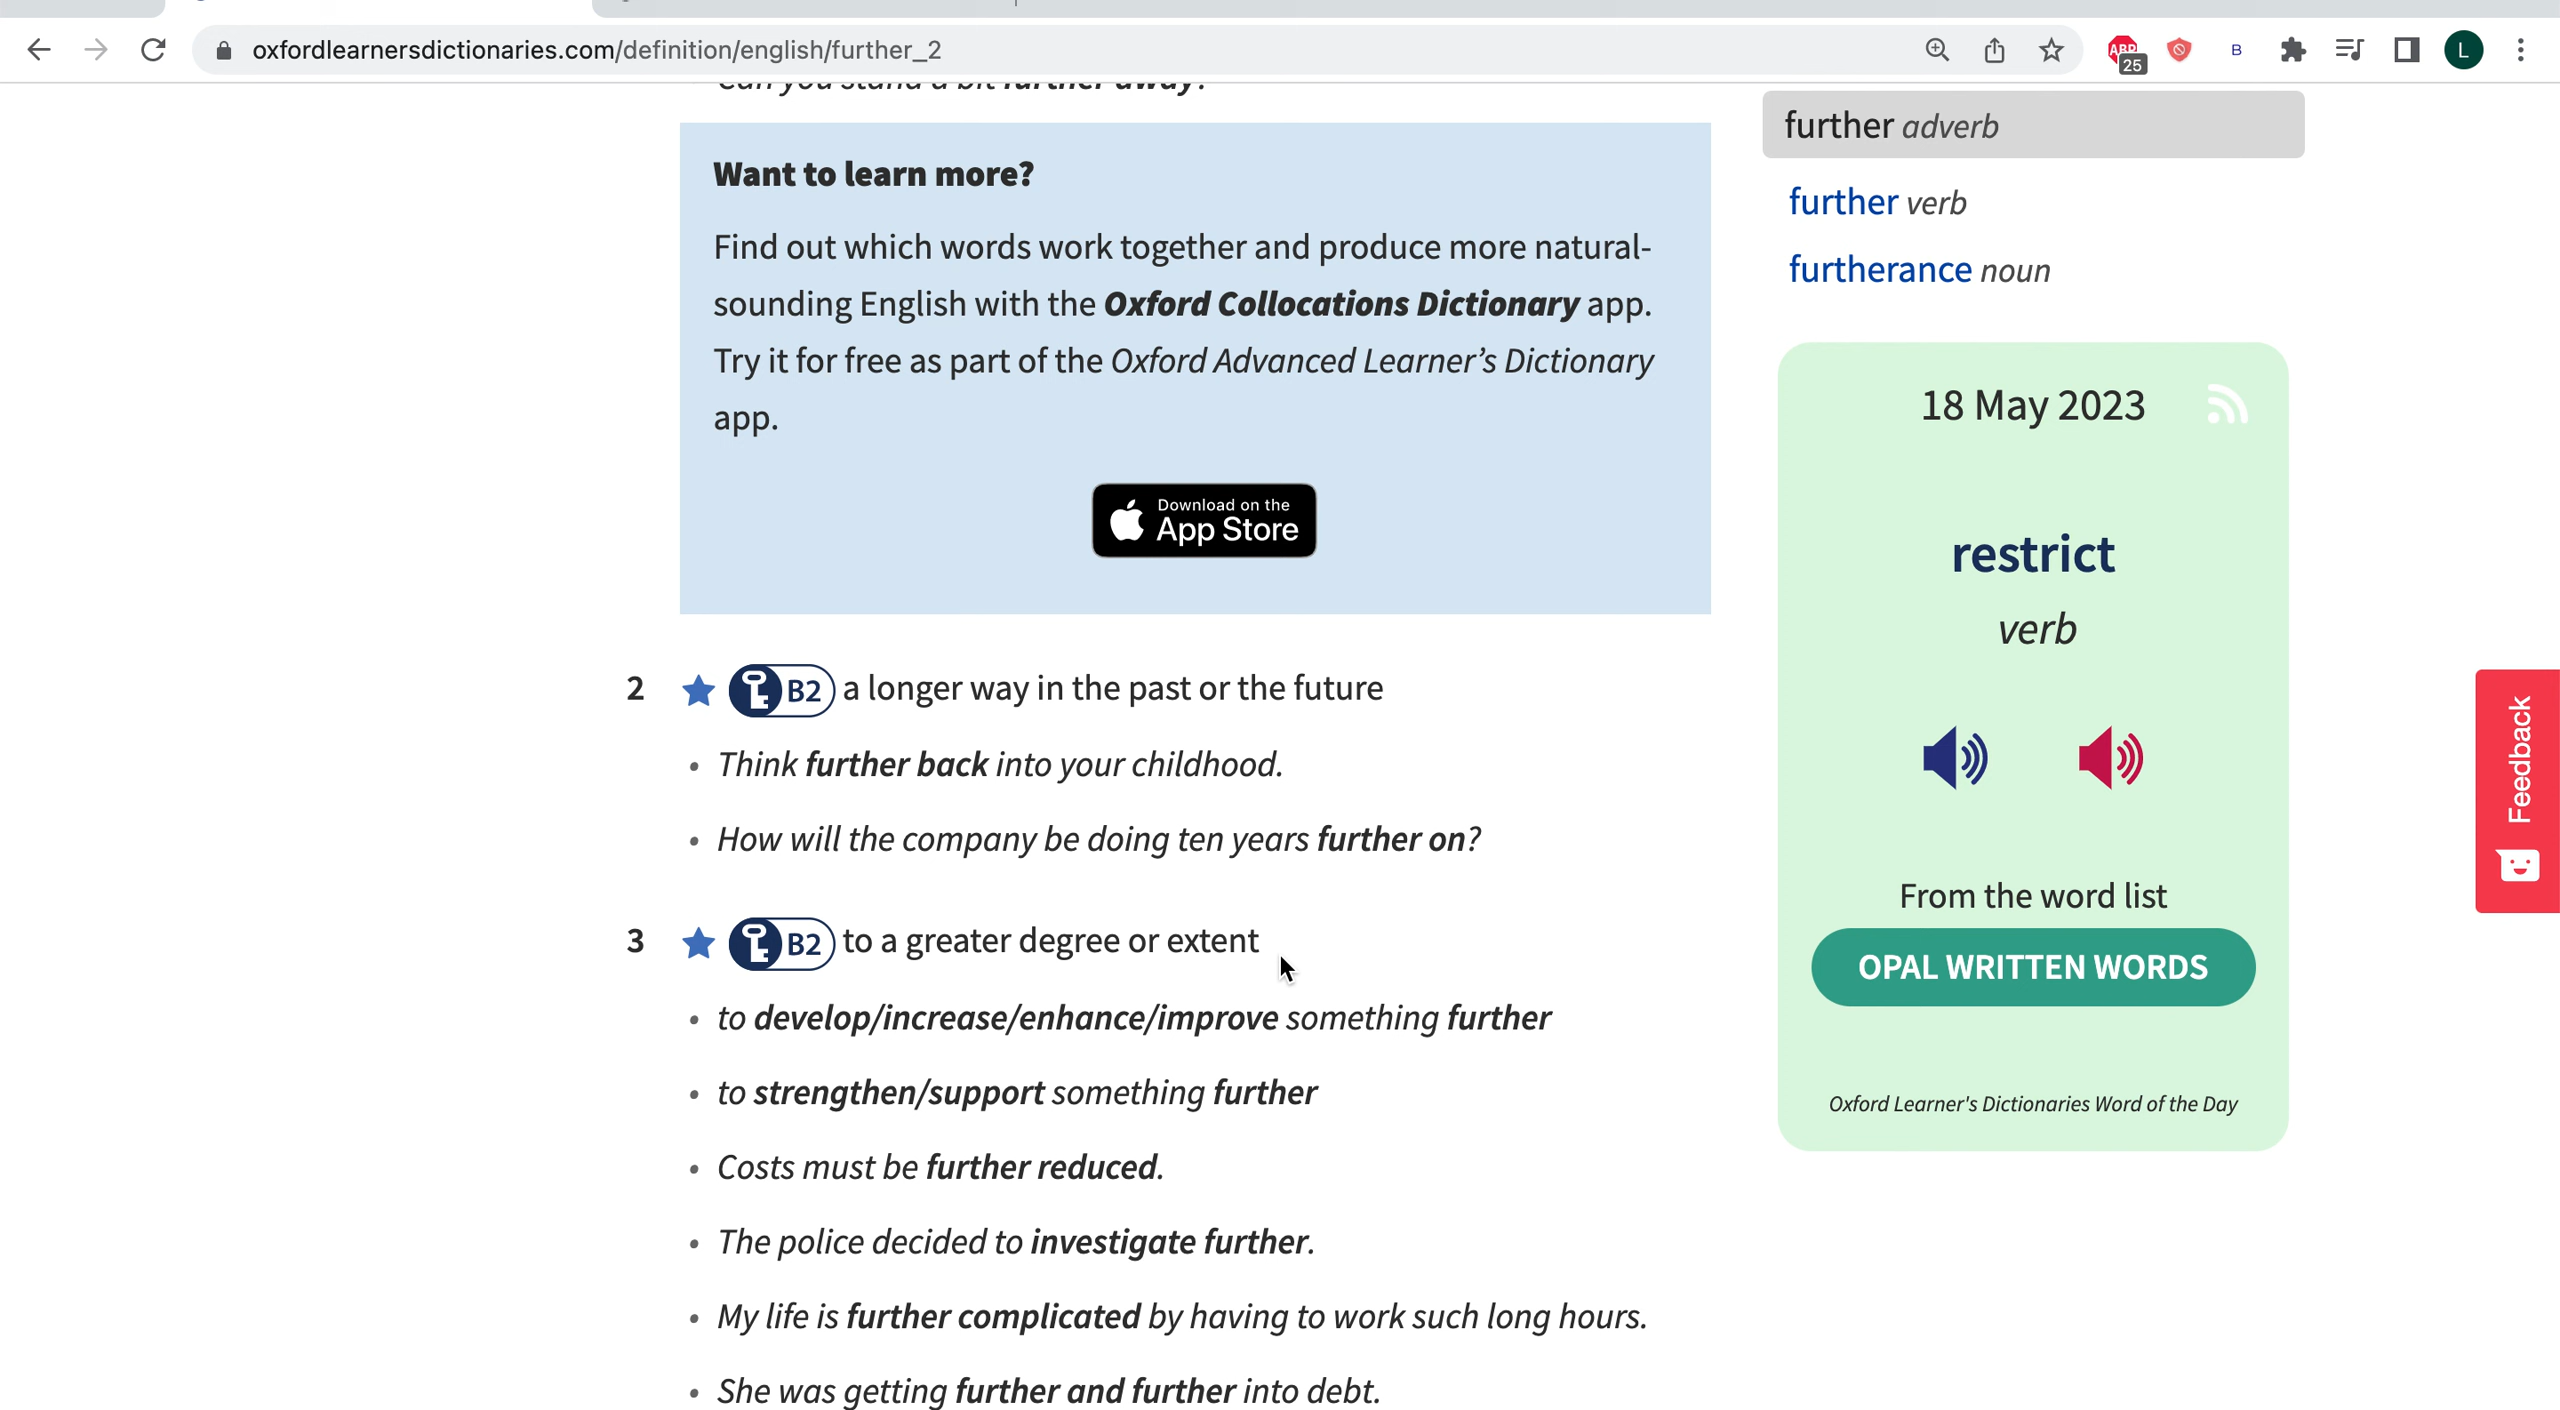 oxfordlearnersdictionaries.com/definition/english/further_2
ABP
25
B
L
Can you stand a bit further away?
Want to learn more?
Find out which words work together and produce more natural-
sounding English with the Oxford Collocations Dictionary app.
Try it for free as part of the Oxford Advanced Learner’s Dictionary
app.
Download on the
App Store
2 B2 a longer way in the past or the future
• Think further back into your childhood.
• How will the company be doing ten years further on?
3 B2 to a greater degree or extent
• to develop/increase/enhance/improve something further
• to strengthen/support something further
• Costs must be further reduced.
• The police decided to investigate further.
• My life is further complicated by having to work such long hours.
• She was getting further and further into debt.
further adverb
further verb
furtherance noun
18 May 2023
restrict
verb
From the word list
OPAL WRITTEN WORDS
Oxford Learner's Dictionaries Word of the Day
Feedback